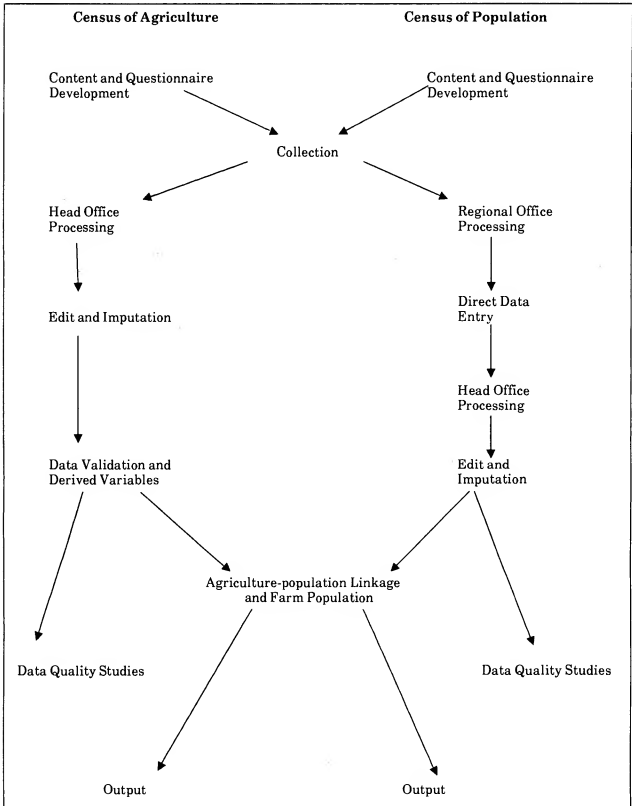 Census of Agriculture
Census of Population
Content and Questionnaire
Development
Content and Questionnaire
Development
Collection
Head Office
Processing
Regional Office
Processing
Edit and Imputation
Direct Data
Entry
Head Office
Processing
Data Validation and
Derived Variables
Edit and
Imputation
Agriculture-population Linkage
and Farm Population
Data Quality Studies
Data Quality Studies
Output
Output